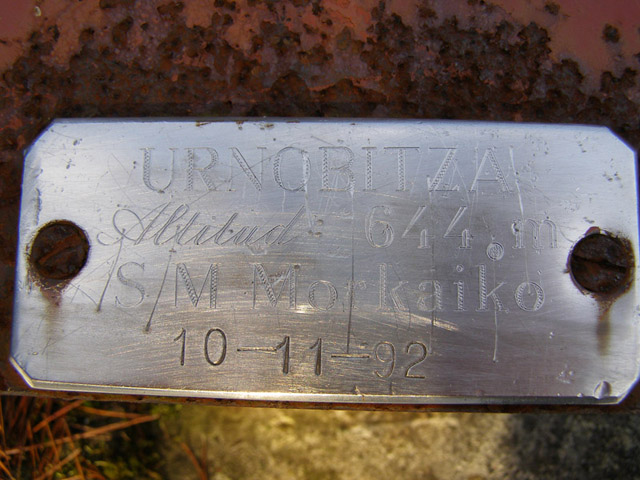 URNOBITZA
Altitud 644, m
S/M Morkaiko
10-11-92